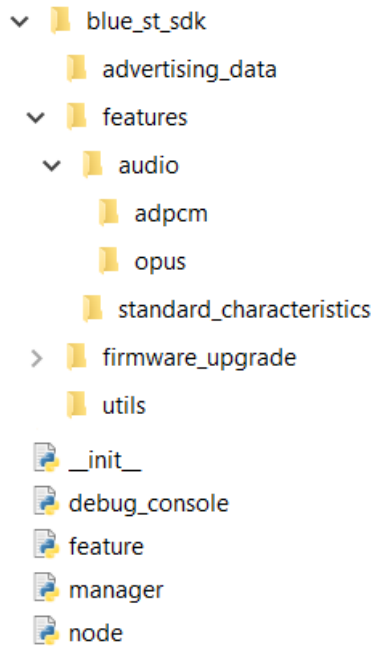 blue_st_sdk
advertising_data
features
audio
adpcm
opus
standard_characteristics
firmware_upgrade
utils
__init__
debug_console
feature
manager
node